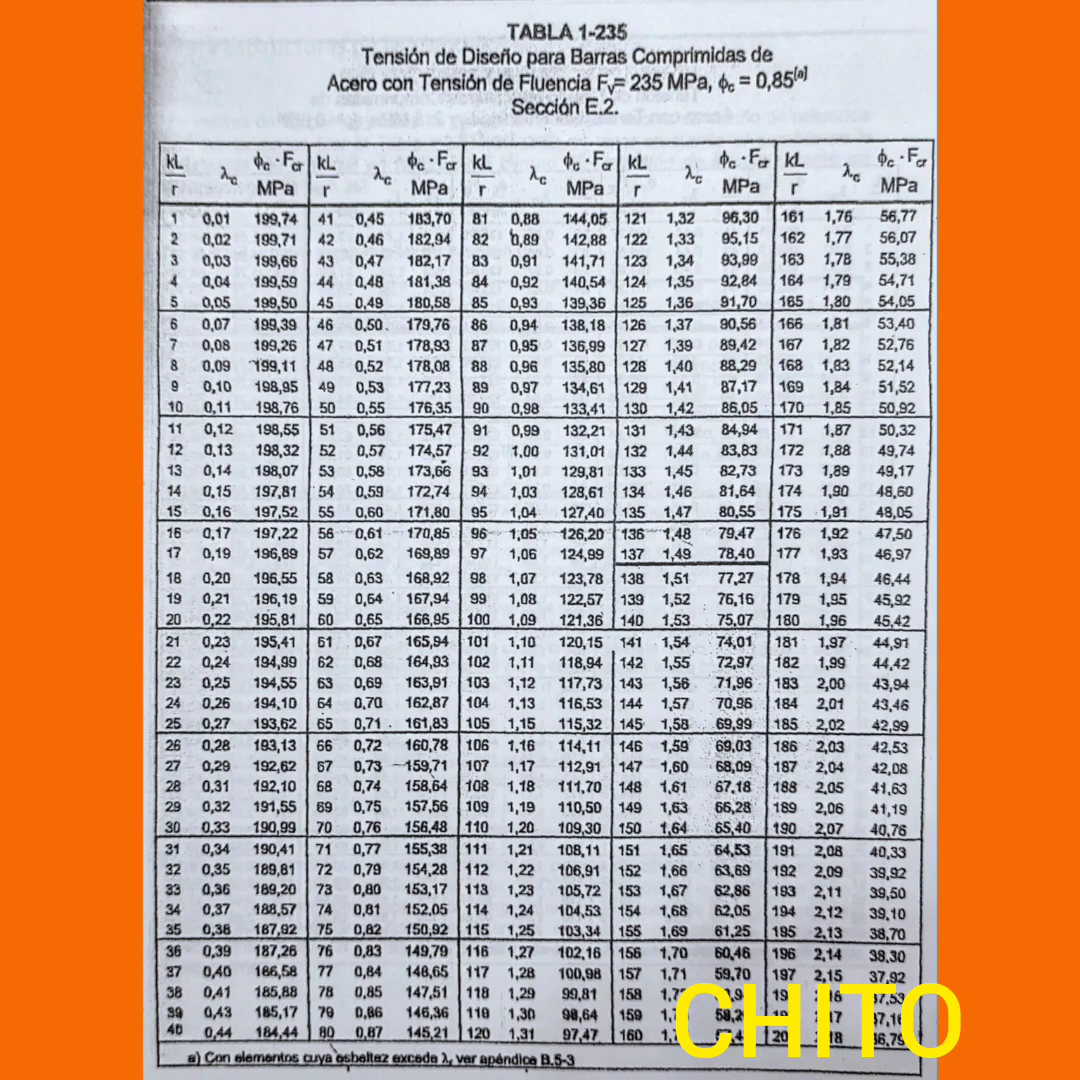 TABLA 1-235
Tensión de Diseño para Barras Comprimidas de
Acero con Tensión de Fluencia Fy= 235 MPa, ϕc = 0,85[a]
Sección E.2.
kL/r λc ϕc·Fcr MPa kL/r λc ϕc·Fcr MPa kL/r λc ϕc·Fcr MPa kL/r λc ϕc·Fcr MPa kL/r λc ϕc·Fcr MPa
1 0,01 199,74 41 0,45 183,70 81 0,88 144,05 121 1,32 96,30 161 1,76 56,77
2 0,02 199,71 42 0,46 182,94 82 0,89 142,88 122 1,33 95,15 162 1,77 56,07
3 0,03 199,66 43 0,47 182,17 83 0,91 141,71 123 1,34 93,99 163 1,78 55,38
4 0,04 199,59 44 0,48 181,38 84 0,92 140,54 124 1,35 92,84 164 1,79 54,71
5 0,05 199,50 45 0,49 180,58 85 0,93 139,36 125 1,36 91,70 165 1,80 54,05
6 0,07 199,39 46 0,50 179,76 86 0,94 138,18 126 1,37 90,56 166 1,81 53,40
7 0,08 199,26 47 0,51 178,93 87 0,95 136,99 127 1,39 89,42 167 1,82 52,76
8 0,09 199,11 48 0,52 178,08 88 0,96 135,80 128 1,40 88,29 168 1,83 52,14
9 0,10 198,95 49 0,53 177,23 89 0,97 134,61 129 1,41 87,17 169 1,84 51,52
10 0,11 198,76 50 0,55 176,35 90 0,98 133,41 130 1,42 86,05 170 1,85 50,92
11 0,12 198,55 51 0,56 175,47 91 0,99 132,21 131 1,43 84,94 171 1,87 50,32
12 0,13 198,32 52 0,57 174,57 92 1,00 131,01 132 1,44 83,83 172 1,88 49,74
13 0,14 198,07 53 0,58 173,66 93 1,01 129,81 133 1,45 82,73 173 1,89 49,17
14 0,15 197,81 54 0,59 172,74 94 1,03 128,61 134 1,46 81,64 174 1,90 48,60
15 0,16 197,52 55 0,60 171,80 95 1,04 127,40 135 1,47 80,55 175 1,91 48,05
16 0,17 197,22 56 0,61 170,85 96 1,05 126,20 136 1,48 79,47 176 1,92 47,50
17 0,19 196,89 57 0,62 169,89 97 1,06 124,99 137 1,49 78,40 177 1,93 46,97
18 0,20 196,55 58 0,63 168,92 98 1,07 123,78 138 1,51 77,27 178 1,94 46,44
19 0,21 196,19 59 0,64 167,94 99 1,08 122,57 139 1,52 76,16 179 1,95 45,92
20 0,22 195,81 60 0,65 166,95 100 1,09 121,36 140 1,53 75,07 180 1,96 45,42
21 0,23 195,41 61 0,67 165,94 101 1,10 120,15 141 1,54 74,01 181 1,97 44,91
22 0,24 194,99 62 0,68 164,93 102 1,11 118,94 142 1,55 72,97 182 1,99 44,42
23 0,25 194,55 63 0,69 163,91 103 1,12 117,73 143 1,56 71,96 183 2,00 43,94
24 0,26 194,10 64 0,70 162,87 104 1,13 116,53 144 1,57 70,96 184 2,01 43,46
25 0,27 193,62 65 0,71 161,83 105 1,15 115,32 145 1,58 69,99 185 2,02 42,99
26 0,28 193,13 66 0,72 160,78 106 1,16 114,11 146 1,59 69,03 186 2,03 42,53
27 0,29 192,62 67 0,73 159,71 107 1,17 112,91 147 1,60 68,09 187 2,04 42,08
28 0,31 192,10 68 0,74 158,64 108 1,18 111,70 148 1,61 67,18 188 2,05 41,63
29 0,32 191,55 69 0,75 157,56 109 1,19 110,50 149 1,63 66,28 189 2,06 41,19
30 0,33 190,99 70 0,76 156,48 110 1,20 109,30 150 1,64 65,40 190 2,07 40,76
31 0,34 190,41 71 0,77 155,38 111 1,21 108,11 151 1,65 64,53 191 2,08 40,33
32 0,35 189,81 72 0,79 154,28 112 1,22 106,91 152 1,66 63,69 192 2,09 39,92
33 0,36 189,20 73 0,80 153,17 113 1,23 105,72 153 1,67 62,86 193 2,11 39,50
34 0,37 188,57 74 0,81 152,05 114 1,24 104,53 154 1,68 62,05 194 2,12 39,10
35 0,38 187,92 75 0,82 150,92 115 1,25 103,34 155 1,69 61,25 195 2,13 38,70
36 0,39 187,26 76 0,83 149,79 116 1,27 102,16 156 1,70 60,46 196 2,14 38,30
37 0,40 186,58 77 0,84 148,65 117 1,28 100,98 157 1,71 59,70 197 2,15 37,92
38 0,41 185,88 78 0,85 147,51 118 1,29 99,81 158
39 0,43 185,17 79 0,86 146,36 119 1,30 98,64 159
40 0,44 184,44 80 0,87 145,21 120 1,31 97,47 160
CHITO
a) Con elementos cuya esbeltez exceda λr ver apéndice B.5-3